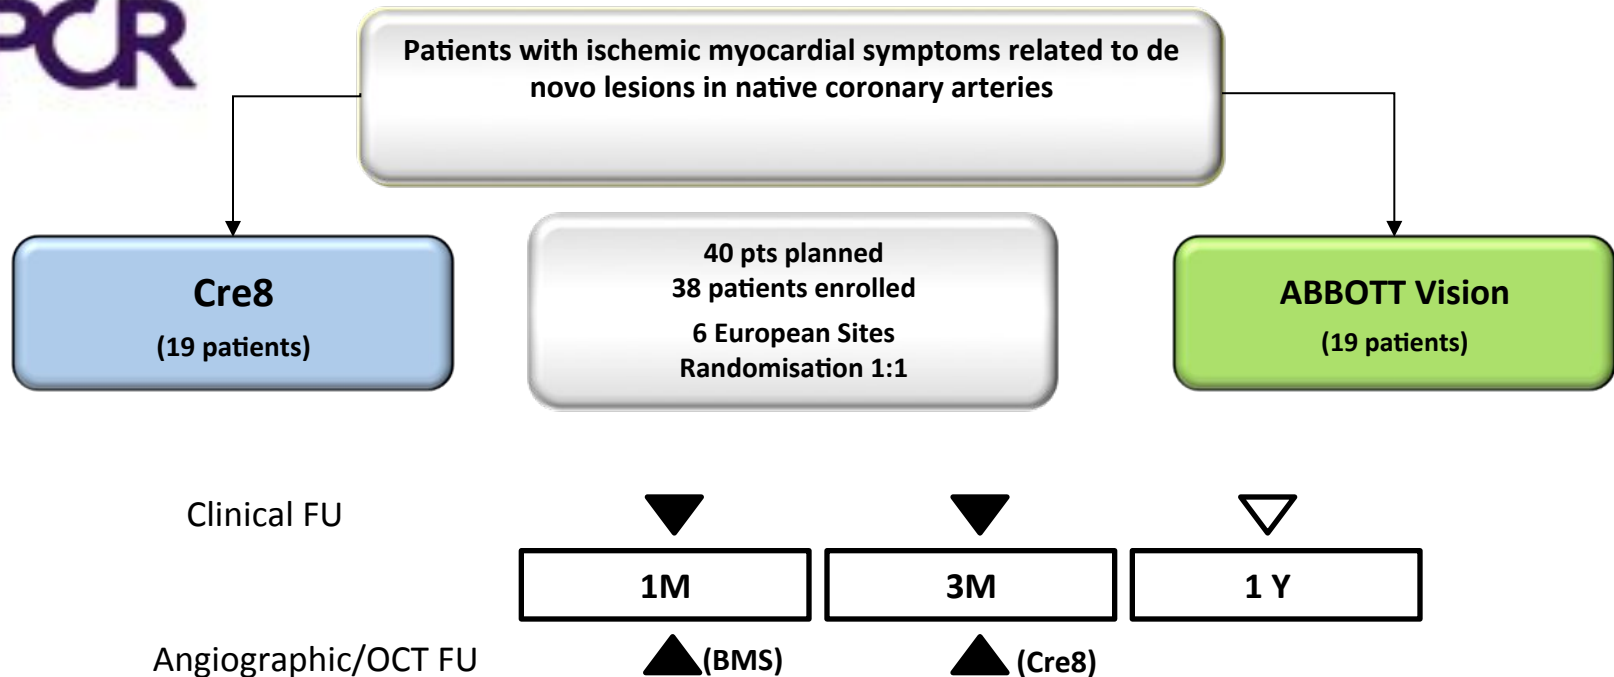 PCR
Patients with ischemic myocardial symptoms related to de
novo lesions in native coronary arteries
Cre8
(19 patients)
40 pts planned
38 patients enrolled
6 European Sites
Randomisation 1:1
ABBOTT Vision
(19 patients)
Clinical FU
1M
3M
1 Y
Angiographic/OCT FU
(BMS)
(Cre8)